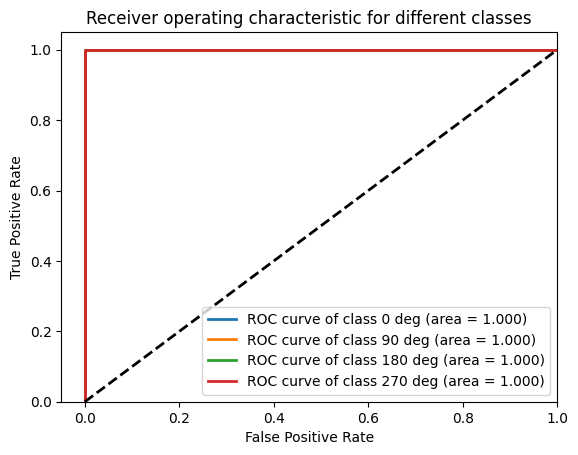 Receiver operating characteristic for different classes
1.0
0.8
0.6
0.4
0.2
0.0
True Positive Rate
ROC curve of class 0 deg (area = 1.000)
ROC curve of class 90 deg (area = 1.000)
ROC curve of class 180 deg (area = 1.000)
ROC curve of class 270 deg (area = 1.000)
0.0 0.2 0.4 0.6 0.8 1.0
False Positive Rate